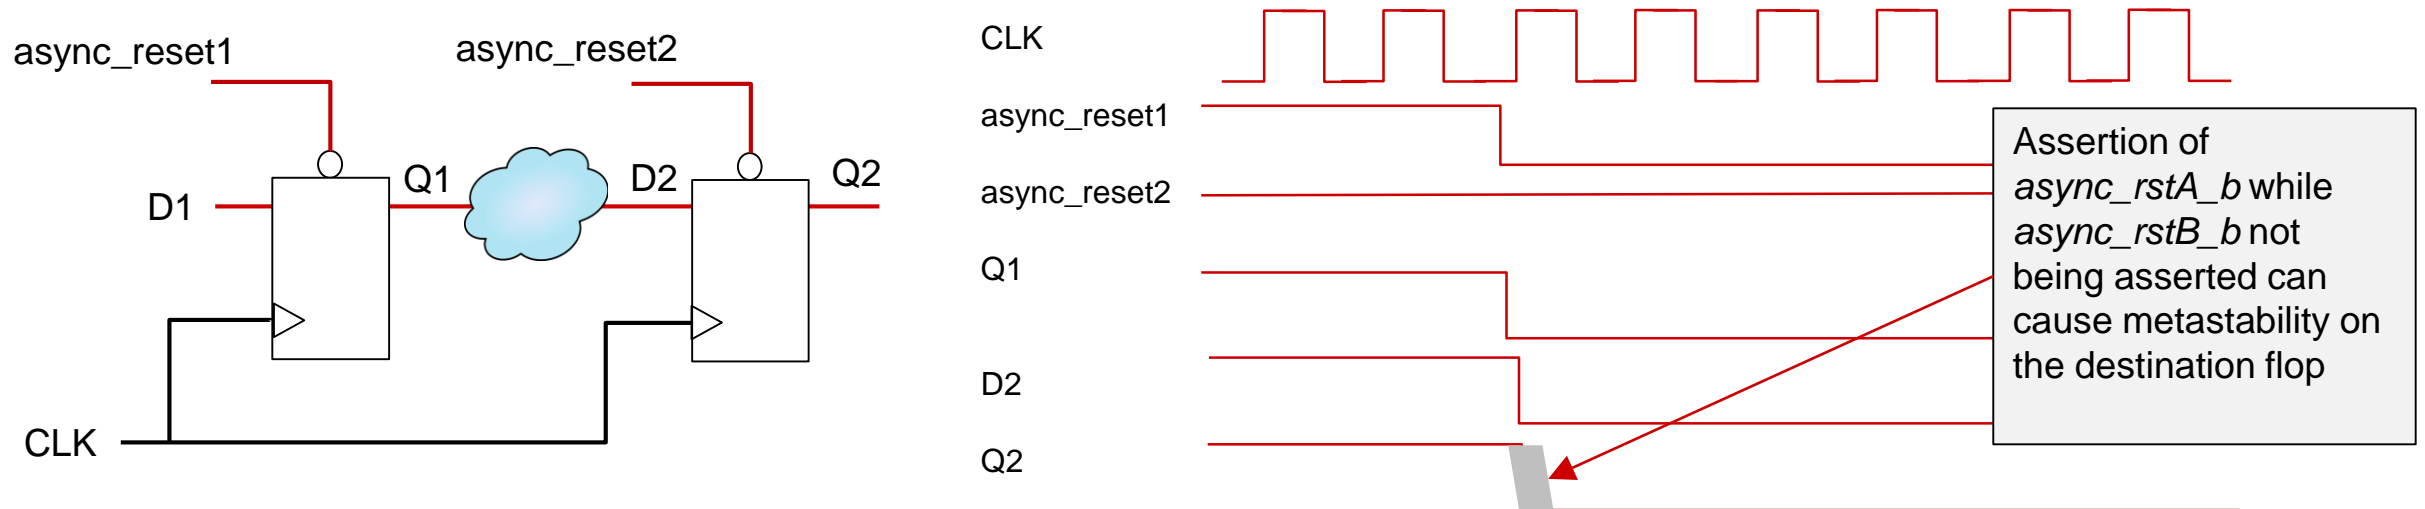 async_reset1
async_reset2
D1
Q1
D2
Q2
CLK
CLK
async_reset1
async_reset2
Q1
D2
Q2
Assertion of
async_rstA_b while
async_rstB_b not
being asserted can
cause metastability on
the destination flop